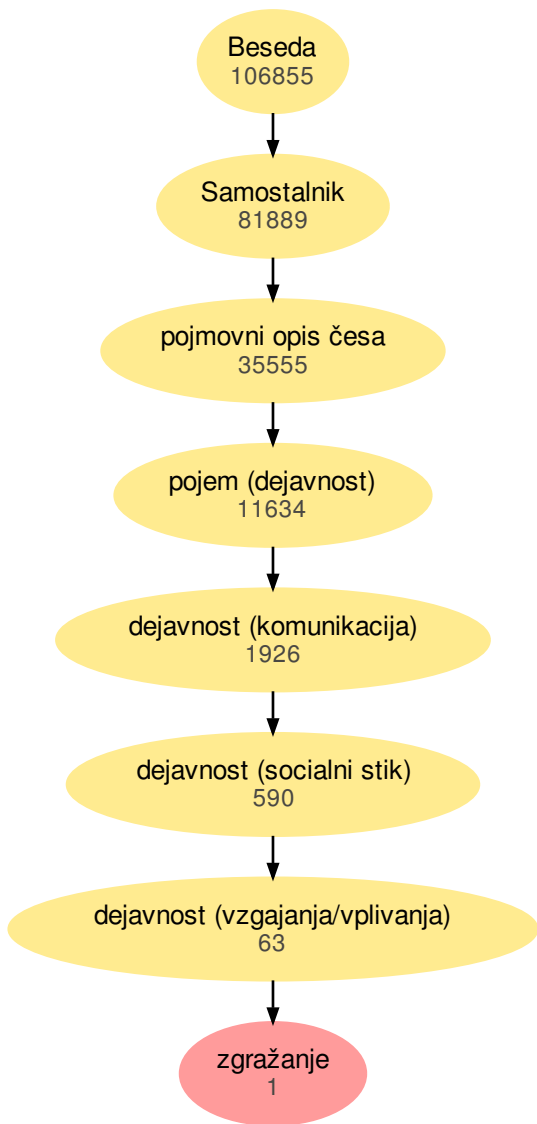 Beseda
106855
Samostalnik
81889
pojmovni opis česa
35555
pojem (dejavnost)
11634
dejavnost (komunikacija)
1926
dejavnost (socialni stik)
590
dejavnost (vzgajanja/vplivanja)
63
zgražanje
1